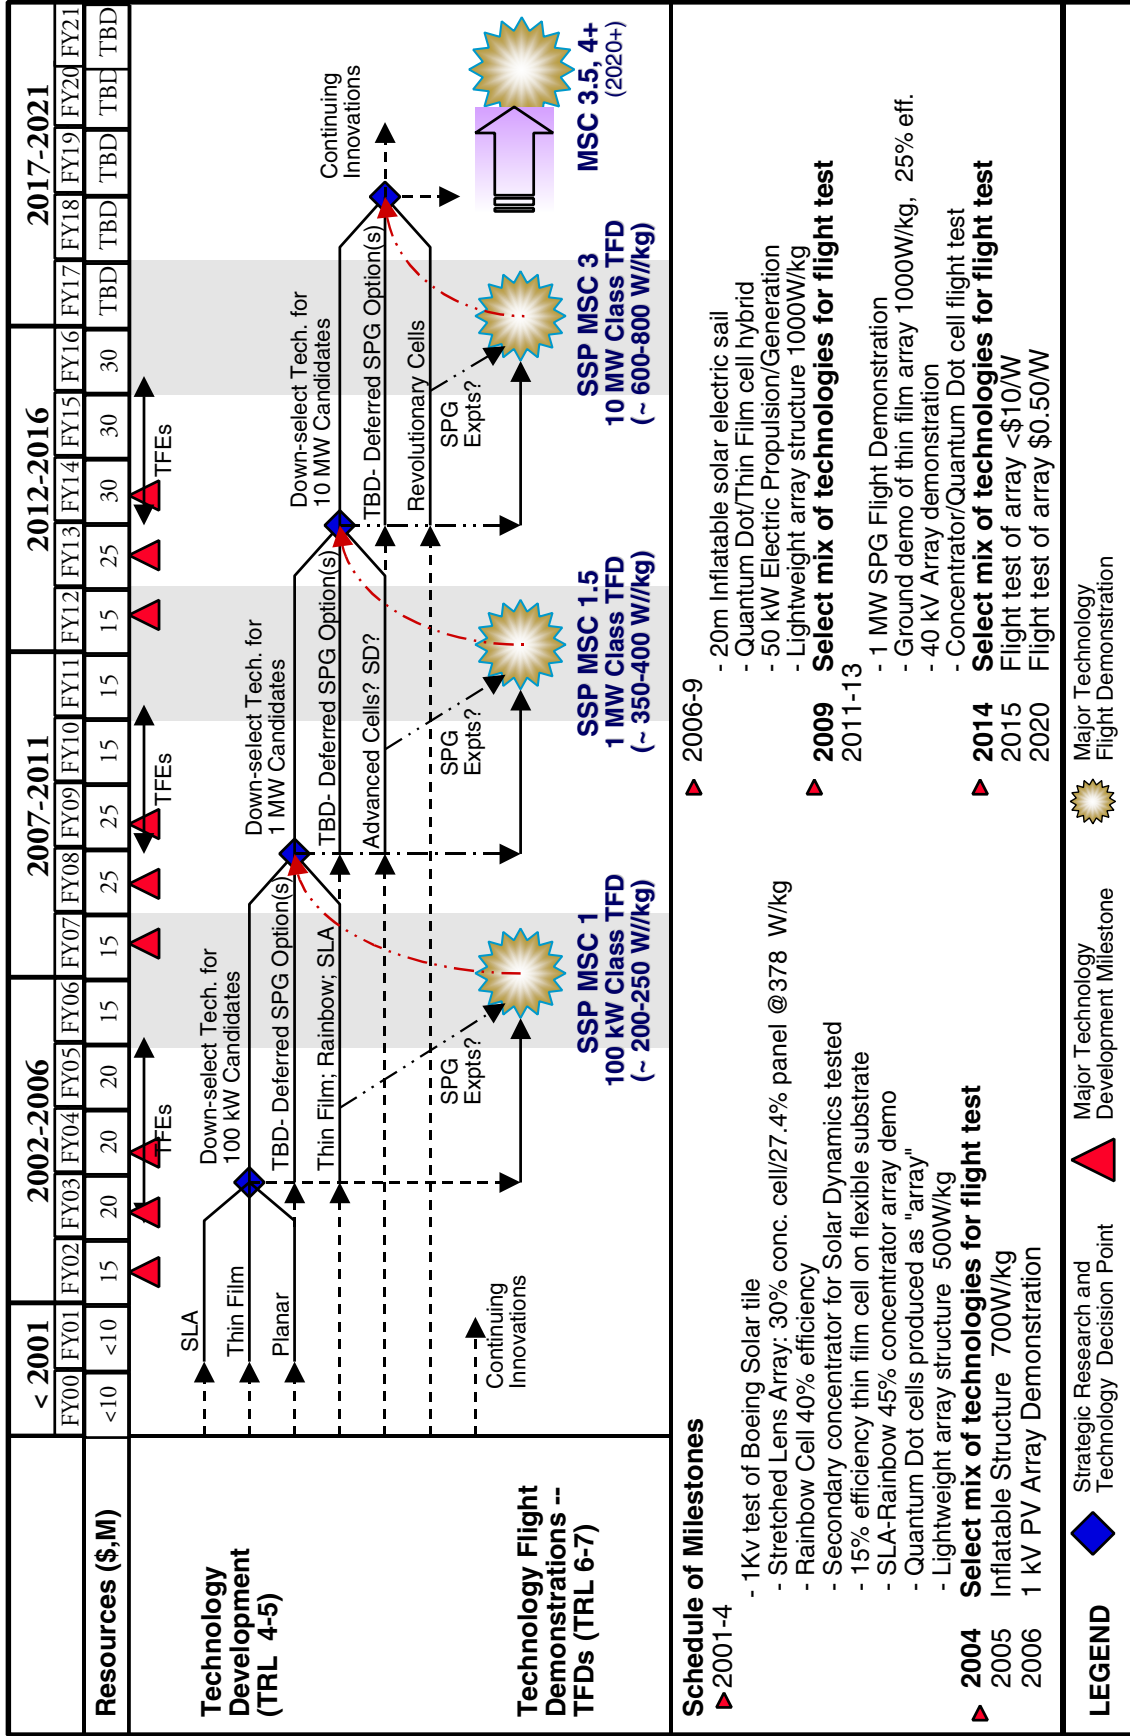 < 2001
2002-2006
2007-2011
2012-2016
2017-2021
FY00 FY01 FY02 FY03 FY04 FY05 FY06 FY07 FY08 FY09 FY10 FY11 FY12 FY13 FY14 FY15 FY16 FY17 FY18 FY19 FY20 FY21
Resources ($,M)
<10 <10 15 20 20 20 15 15 25 25 15 15 15 25 30 30 30 TBD TBD TBD TBD TBD
TFEs
TFEs
TFEs
Technology
Development
(TRL 4-5)
SLA
Thin Film
Planar
Down-select Tech. for
100 kW Candidates
TBD- Deferred SPG Option(s)
Thin Film; Rainbow; SLA
Down-select Tech. for
1 MW Candidates
TBD- Deferred SPG Option(s)
Advanced Cells? SD?
Down-select Tech. for
10 MW Candidates
TBD- Deferred SPG Option(s)
Revolutionary Cells
Continuing
Innovations
Continuing
Innovations
SPG
Expts?
SPG
Expts?
SPG
Expts?
Technology Flight
Demonstrations --
TFDs (TRL 6-7)
SSP MSC 1
100 kW Class TFD
(~ 200-250 W//kg)
SSP MSC 1.5
1 MW Class TFD
(~ 350-400 W//kg)
SSP MSC 3
10 MW Class TFD
(~ 600-800 W//kg)
MSC 3.5, 4+
(2020+)
Schedule of Milestones
2001-4
- 1Kv test of Boeing Solar tile
- Stretched Lens Array: 30% conc. cell/27.4% panel @378 W/kg
- Rainbow Cell 40% efficiency
- Secondary concentrator for Solar Dynamics tested
- 15% efficiency thin film cell on flexible substrate
- SLA-Rainbow 45% concentrator array demo
- Quantum Dot cells produced as "array"
- Lightweight array structure 500W/kg
2004 Select mix of technologies for flight test
2005 Inflatable Structure 700W/kg
2006 1 kV PV Array Demonstration
2006-9
- 20m Inflatable solar electric sail
- Quantum Dot/Thin Film cell hybrid
- 50 kW Electric Propulsion/Generation
- Lightweight array structure 1000W/kg
2009 Select mix of technologies for flight test
2011-13
- 1 MW SPG Flight Demonstration
- Ground demo of thin film array 1000W/kg, 25% eff.
- 40 kV Array demonstration
- Concentrator/Quantum Dot cell flight test
2014 Select mix of technologies for flight test
2015 Flight test of array <$10/W
2020 Flight test of array $0.50/W
LEGEND
Strategic Research and
Technology Decision Point
Major Technology
Development Milestone
Major Technology
Flight Demonstration